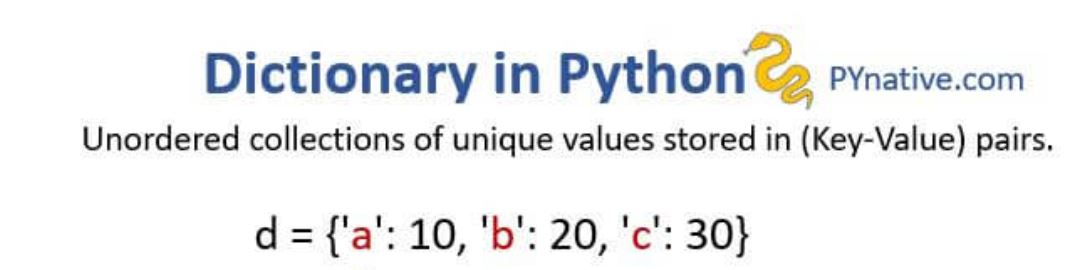 Dictionary in Python PYnative.com
Unordered collections of unique values stored in (Key-Value) pairs.
d = {'a': 10, 'b': 20, 'c': 30}